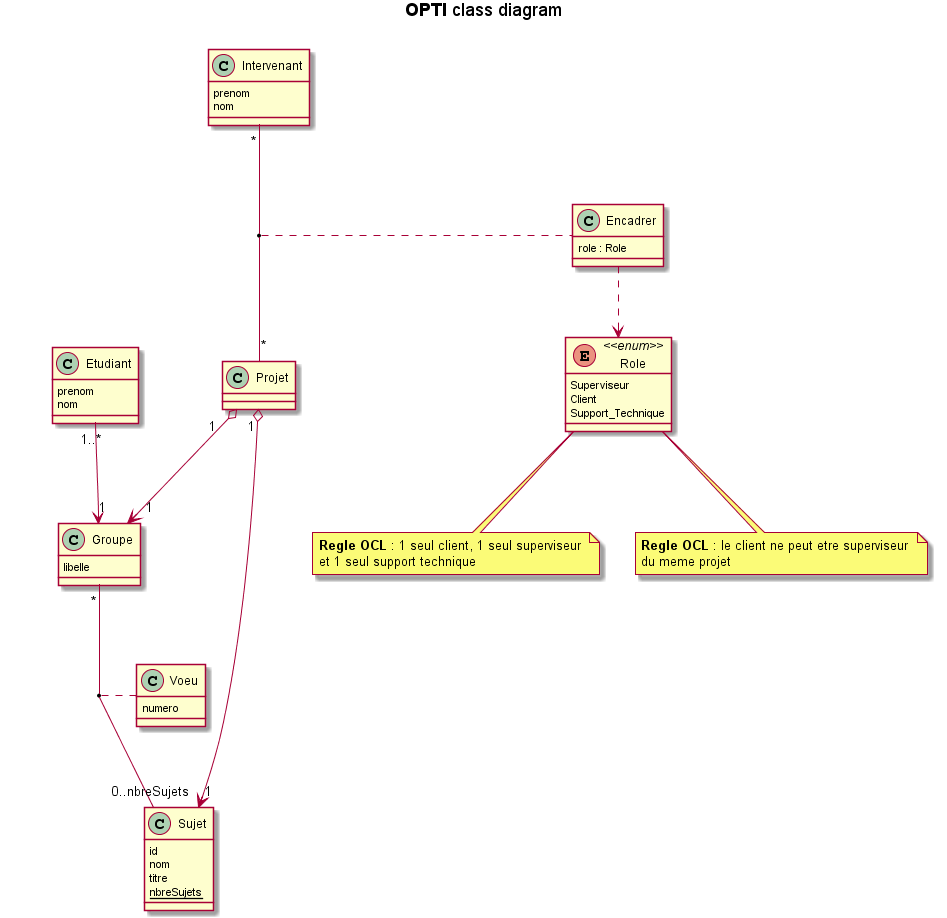 OPTI class diagram
C Intervenant
prenom
nom
*
C Encadrer
role : Role
*
E <<enum>>
Role
Superviseur
Client
Support_Technique
C Etudiant
prenom
nom
C Projet
1..*
1
1
1
1
C Groupe
libelle
Regle OCL : 1 seul client, 1 seul superviseur
et 1 seul support technique
Regle OCL : le client ne peut etre superviseur
du meme projet
*
C Voeu
numero
0..nbreSujets
1
C Sujet
id
nom
titre
nbreSujets